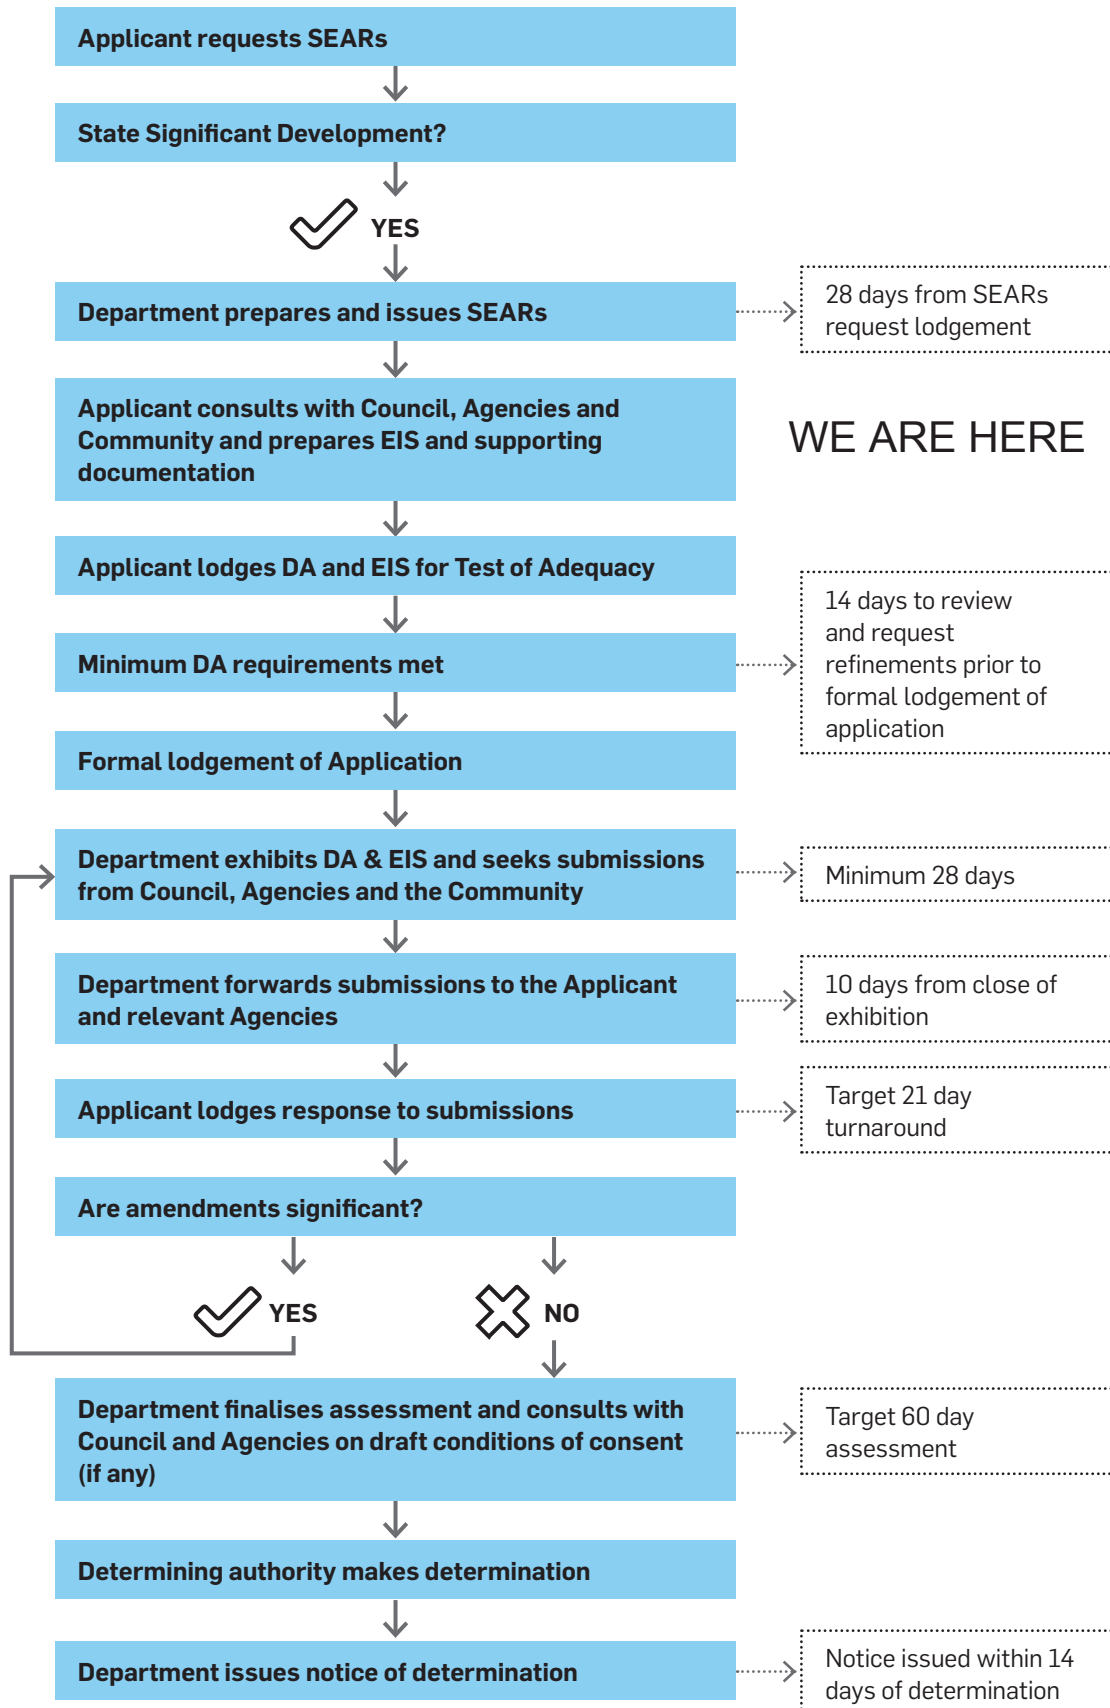 Applicant requests SEARs
State Significant Development?
YES
Department prepares and issues SEARs
28 days from SEARs
request lodgement
Applicant consults with Council, Agencies and
Community and prepares EIS and supporting
documentation
WE ARE HERE
Applicant lodges DA and EIS for Test of Adequacy
Minimum DA requirements met
14 days to review
and request
refinements prior to
formal lodgement of
application
Formal lodgement of Application
Department exhibits DA & EIS and seeks submissions
from Council, Agencies and the Community
Minimum 28 days
Department forwards submissions to the Applicant
and relevant Agencies
10 days from close of
exhibition
Applicant lodges response to submissions
Target 21 day
turnaround
Are amendments significant?
YES
NO
Department finalises assessment and consults with
Council and Agencies on draft conditions of consent
(if any)
Target 60 day
assessment
Determining authority makes determination
Department issues notice of determination
Notice issued within 14
days of determination